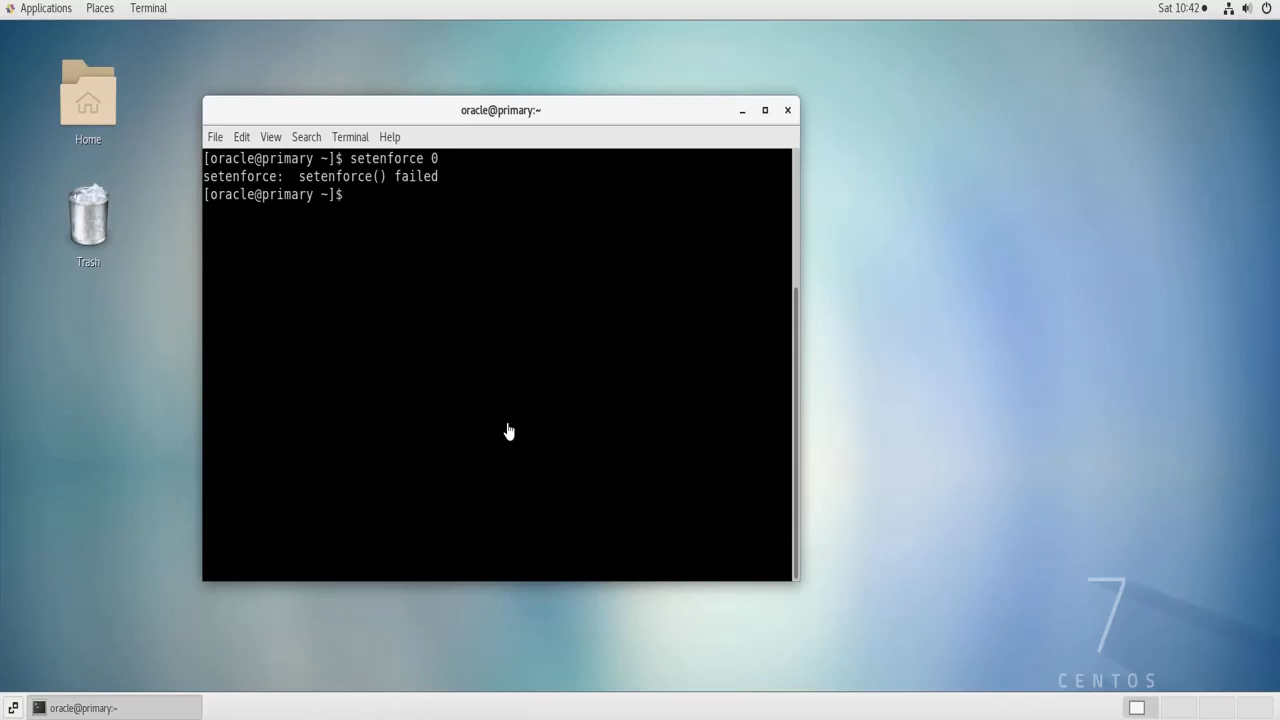 Applications Places Terminal Sat 10:42
Home
Trash
oracle@primary:~
File Edit View Search Terminal Help
[oracle@primary ~]$ setenforce 0
setenforce:  setenforce() failed
[oracle@primary ~]$
7
CENTOS
oracle@primary:~